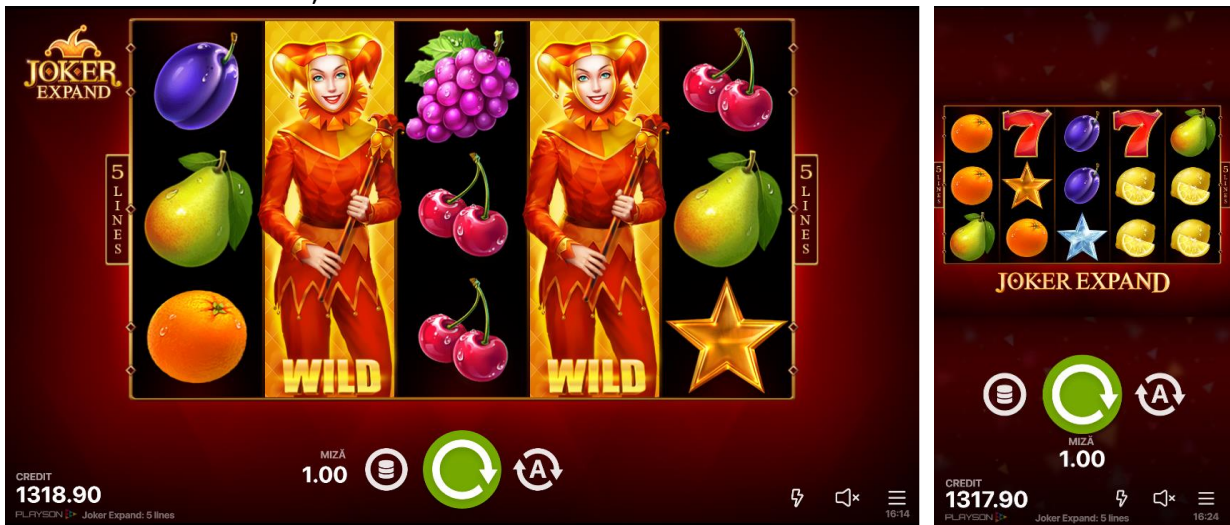 JOKER
EXPAND
5
LINES
5
LINES
WILD
WILD
MIZĂ
1.00
A
CREDIT
1318.90
PLAYSON Joker Expand: 5 lines
16:14
7
7
5
LINES
5
LINES
JOKER EXPAND
A
MIZĂ
1.00
CREDIT
1317.90
PLAYSON Joker Expand: 5 lines
16:24